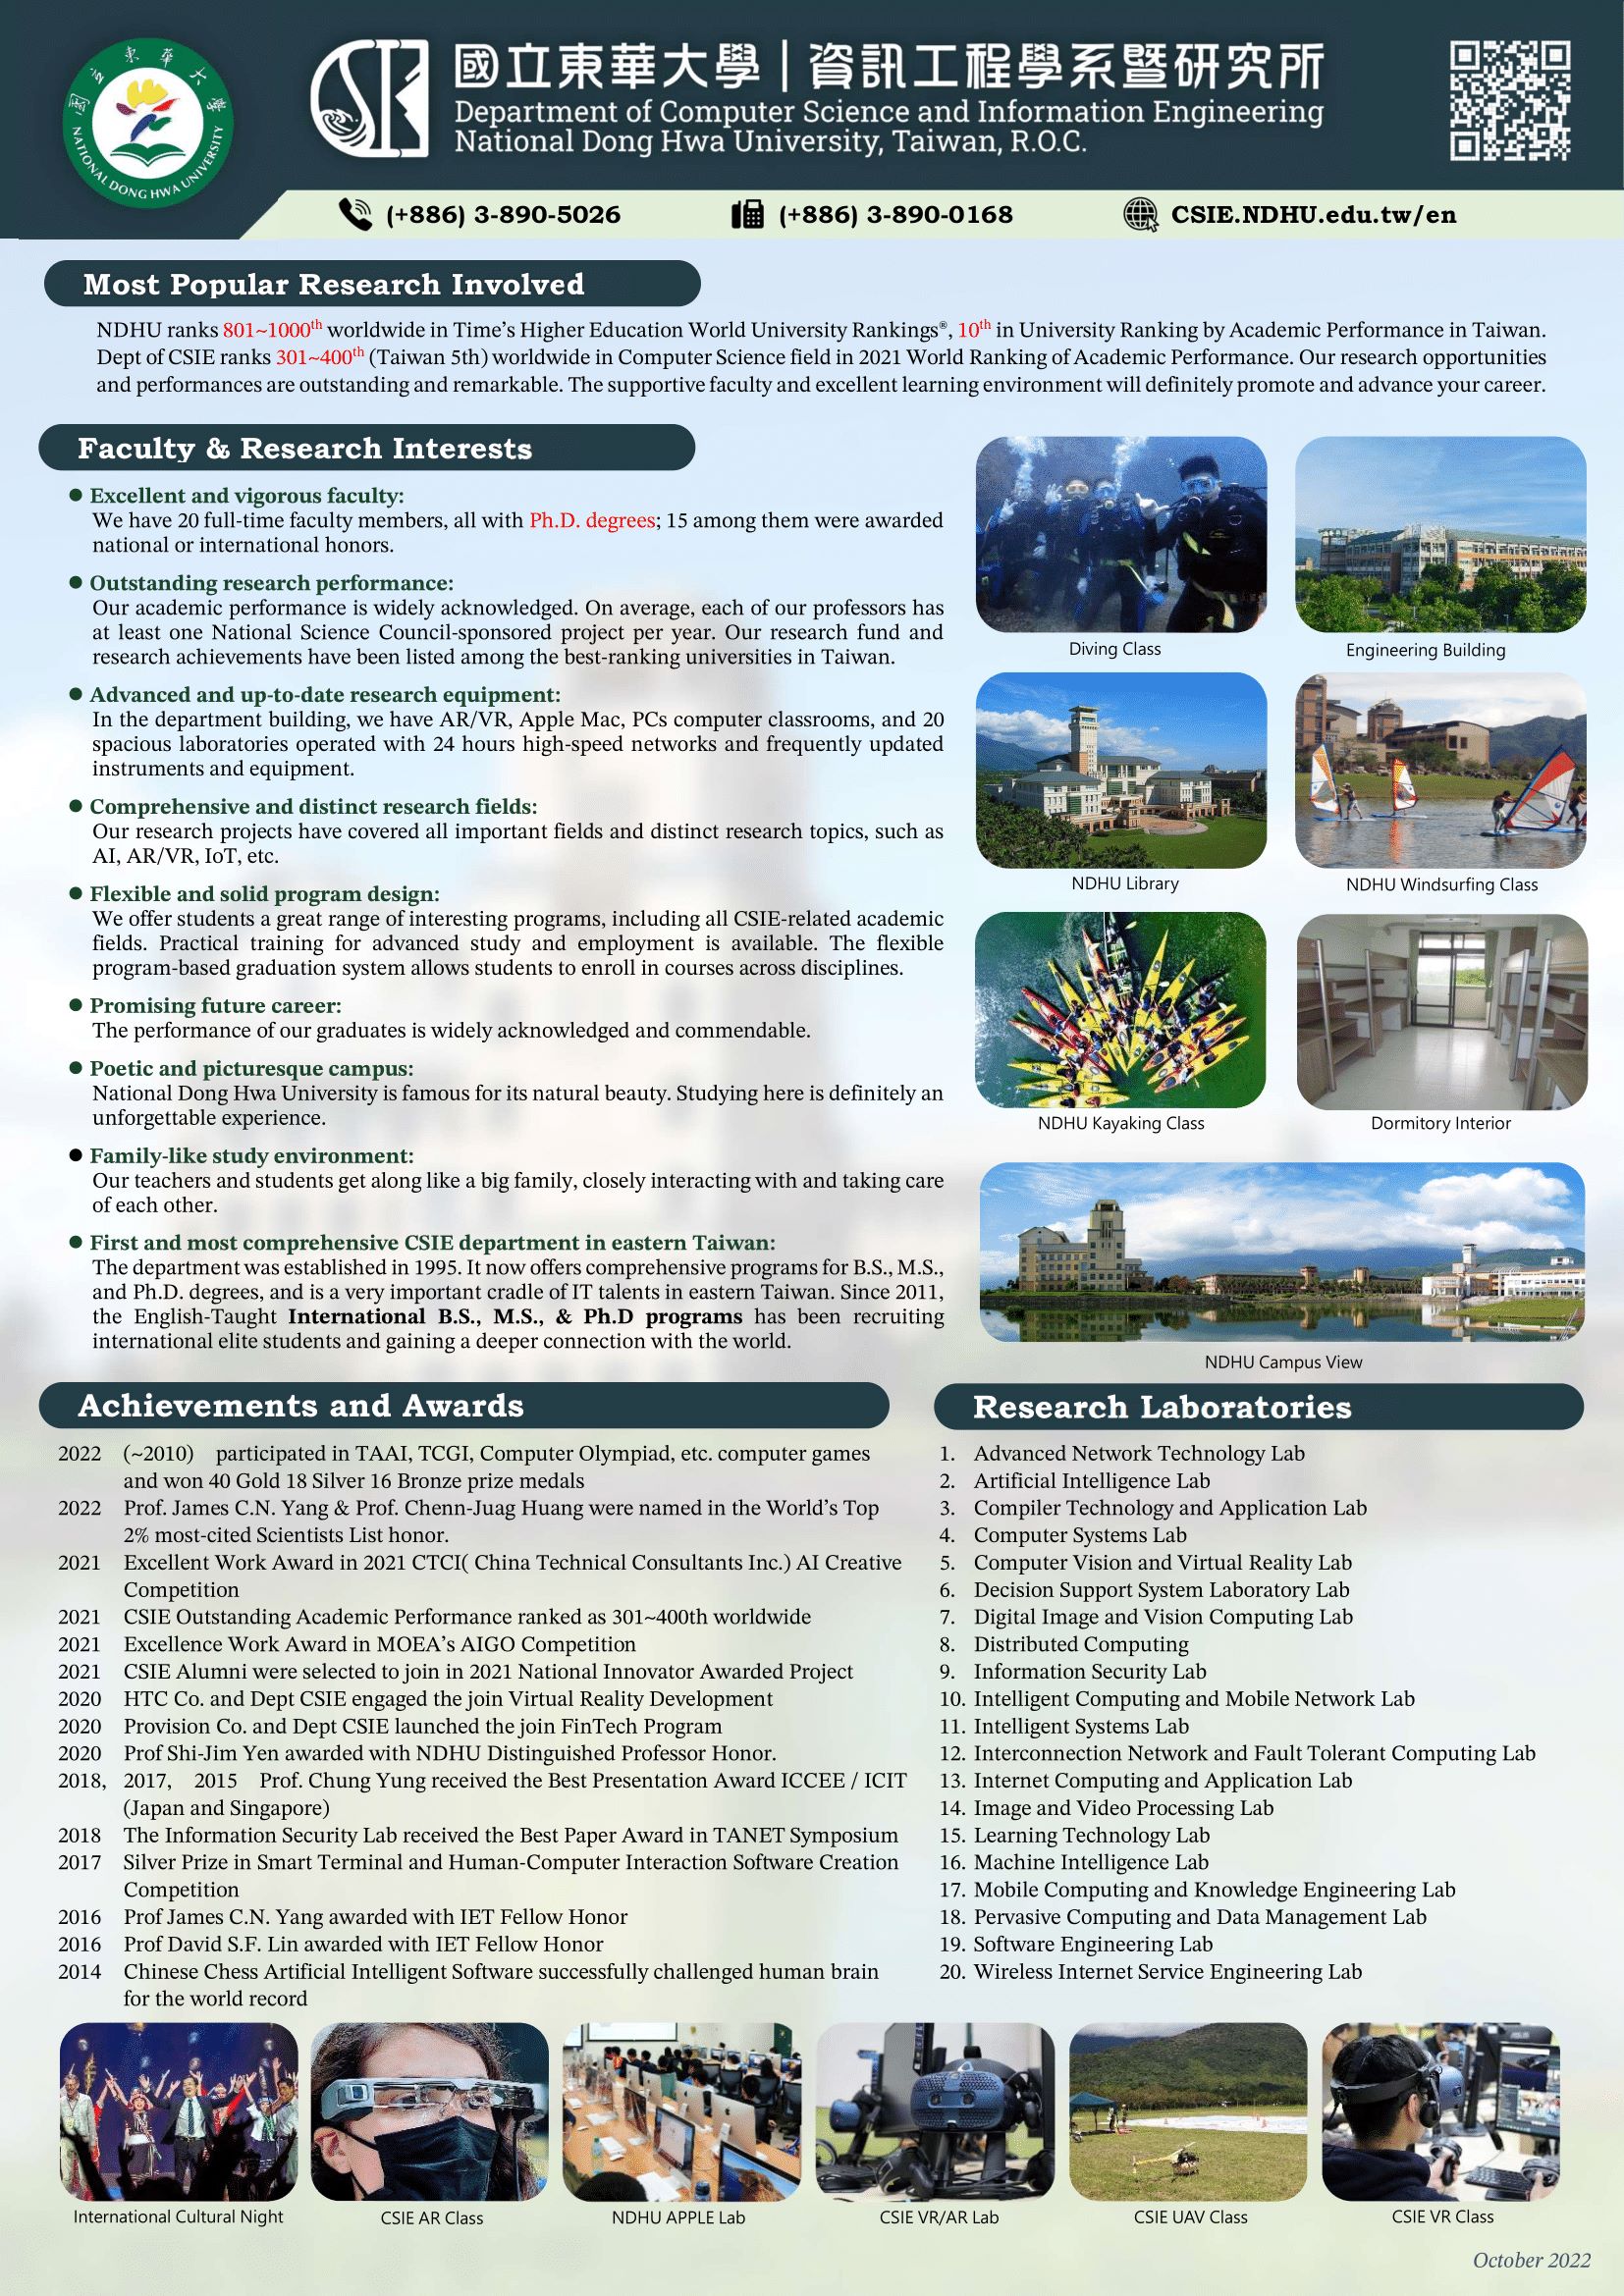 國立東華大學
NATIONAL DONG HWA UNIVERSITY
國立東華大學 | 資訊工程學系暨研究所
Department of Computer Science and Information Engineering
National Dong Hwa University, Taiwan, R.O.C.
(+886) 3-890-5026
(+886) 3-890-0168
CSIE.NDHU.edu.tw/en
Most Popular Research Involved
NDHU ranks 801~1000th worldwide in Time's Higher Education World University Rankings®, 10th in University Ranking by Academic Performance in Taiwan.
Dept of CSIE ranks 301~400th (Taiwan 5th) worldwide in Computer Science field in 2021 World Ranking of Academic Performance. Our research opportunities
and performances are outstanding and remarkable. The supportive faculty and excellent learning environment will definitely promote and advance your career.
Faculty & Research Interests
● Excellent and vigorous faculty:
We have 20 full-time faculty members, all with Ph.D. degrees; 15 among them were awarded
national or international honors.
● Outstanding research performance:
Our academic performance is widely acknowledged. On average, each of our professors has
at least one National Science Council-sponsored project per year. Our research fund and
research achievements have been listed among the best-ranking universities in Taiwan.
● Advanced and up-to-date research equipment:
In the department building, we have AR/VR, Apple Mac, PCs computer classrooms, and 20
spacious laboratories operated with 24 hours high-speed networks and frequently updated
instruments and equipment.
● Comprehensive and distinct research fields:
Our research projects have covered all important fields and distinct research topics, such as
AI, AR/VR, IoT, etc.
● Flexible and solid program design:
We offer students a great range of interesting programs, including all CSIE-related academic
fields. Practical training for advanced study and employment is available. The flexible
program-based graduation system allows students to enroll in courses across disciplines.
● Promising future career:
The performance of our graduates is widely acknowledged and commendable.
● Poetic and picturesque campus:
National Dong Hwa University is famous for its natural beauty. Studying here is definitely an
unforgettable experience.
● Family-like study environment:
Our teachers and students get along like a big family, closely interacting with and taking care
of each other.
● First and most comprehensive CSIE department in eastern Taiwan:
The department was established in 1995. It now offers comprehensive programs for B.S., M.S.,
and Ph.D. degrees, and is a very important cradle of IT talents in eastern Taiwan. Since 2011,
the English-Taught International B.S., M.S., & Ph.D programs has been recruiting
international elite students and gaining a deeper connection with the world.
Diving Class
Engineering Building
NDHU Library
NDHU Windsurfing Class
NDHU Kayaking Class
Dormitory Interior
NDHU Campus View
Achievements and Awards
2022 (~2010) participated in TAAI, TCGI, Computer Olympiad, etc. computer games
and won 40 Gold 18 Silver 16 Bronze prize medals
2022 Prof. James C.N. Yang & Prof. Chenn-Juag Huang were named in the World's Top
2% most-cited Scientists List honor.
2021 Excellent Work Award in 2021 CTCI( China Technical Consultants Inc.) AI Creative
Competition
2021 CSIE Outstanding Academic Performance ranked as 301~400th worldwide
2021 Excellence Work Award in MOEA's AIGO Competition
2021 CSIE Alumni were selected to join in 2021 National Innovator Awarded Project
2020 HTC Co. and Dept CSIE engaged the join Virtual Reality Development
2020 Provision Co. and Dept CSIE launched the join FinTech Program
2020 Prof Shi-Jim Yen awarded with NDHU Distinguished Professor Honor.
2018, 2017, 2015 Prof. Chung Yung received the Best Presentation Award ICCEE / ICIT
(Japan and Singapore)
2018 The Information Security Lab received the Best Paper Award in TANET Symposium
2017 Silver Prize in Smart Terminal and Human-Computer Interaction Software Creation
Competition
2016 Prof James C.N. Yang awarded with IET Fellow Honor
2016 Prof David S.F. Lin awarded with IET Fellow Honor
2014 Chinese Chess Artificial Intelligent Software successfully challenged human brain
for the world record
Research Laboratories
1. Advanced Network Technology Lab
2. Artificial Intelligence Lab
3. Compiler Technology and Application Lab
4. Computer Systems Lab
5. Computer Vision and Virtual Reality Lab
6. Decision Support System Laboratory Lab
7. Digital Image and Vision Computing Lab
8. Distributed Computing
9. Information Security Lab
10. Intelligent Computing and Mobile Network Lab
11. Intelligent Systems Lab
12. Interconnection Network and Fault Tolerant Computing Lab
13. Internet Computing and Application Lab
14. Image and Video Processing Lab
15. Learning Technology Lab
16. Machine Intelligence Lab
17. Mobile Computing and Knowledge Engineering Lab
18. Pervasive Computing and Data Management Lab
19. Software Engineering Lab
20. Wireless Internet Service Engineering Lab
International Cultural Night
CSIE AR Class
NDHU APPLE Lab
CSIE VR/AR Lab
CSIE UAV Class
CSIE VR Class
October 2022